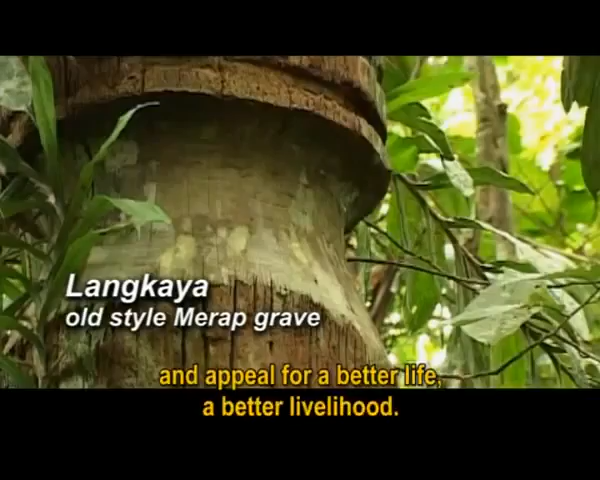 Langkaya
old style Merap grave
and appeal for a better life,
a better livelihood.